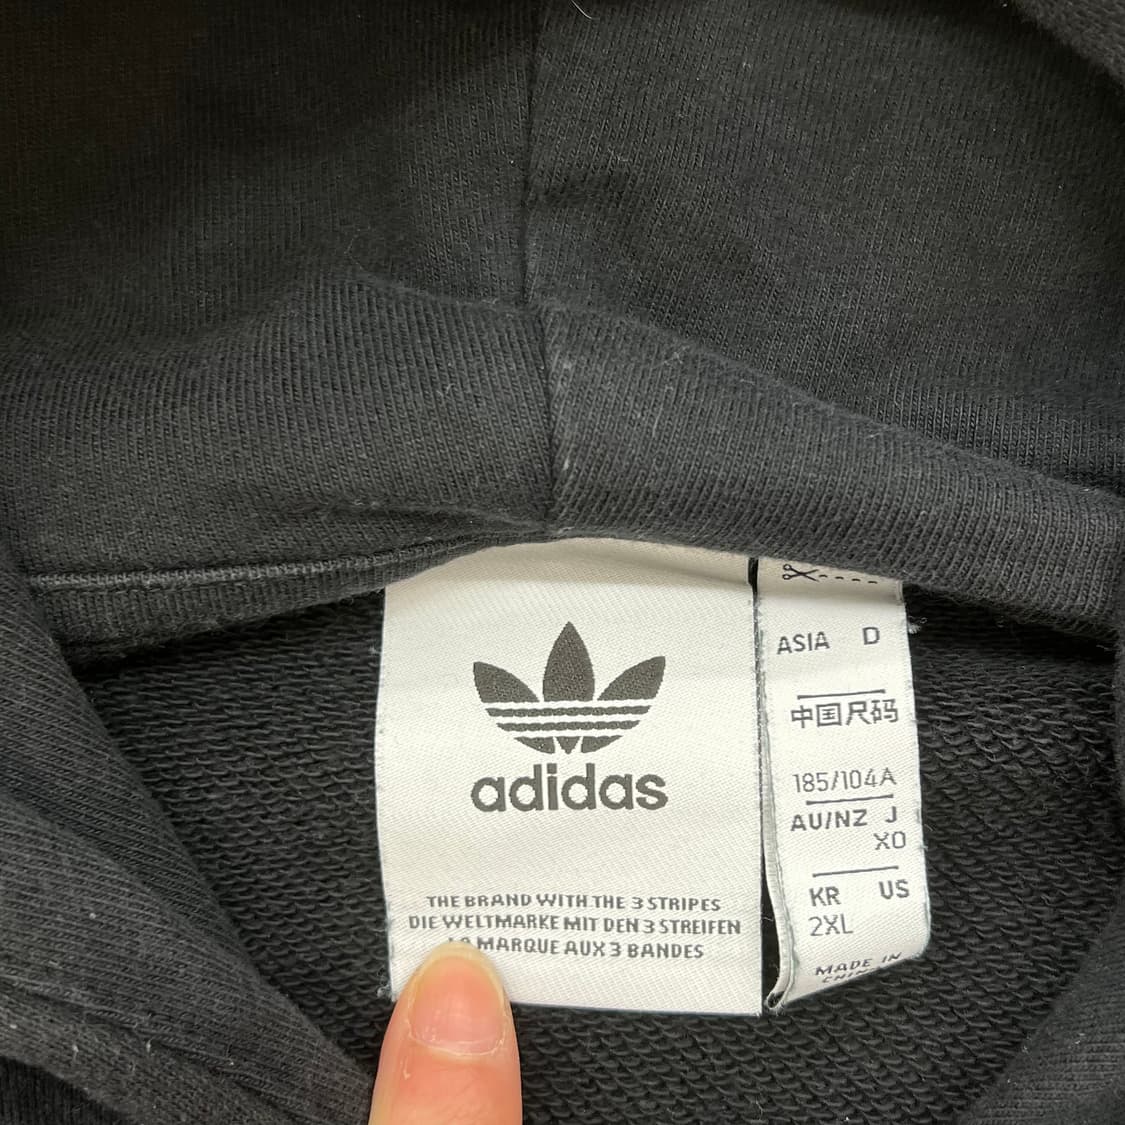 adidas
THE BRAND WITH THE 3 STRIPES
DIE WELTMARKE MIT DEN 3 STREIFEN
LA MARQUE AUX 3 BANDES
ASIA D
中国尺码
185/104A
AU/NZ J
XO
KR US
2XL
MADE IN
CHINA